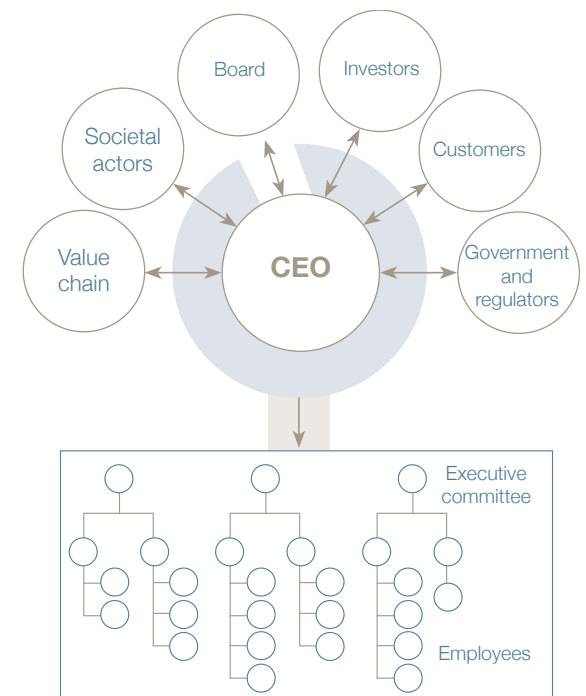 Board
Investors
Societal
actors
Customers
Value
chain
CEO
Government
and
regulators
Executive
committee
Employees